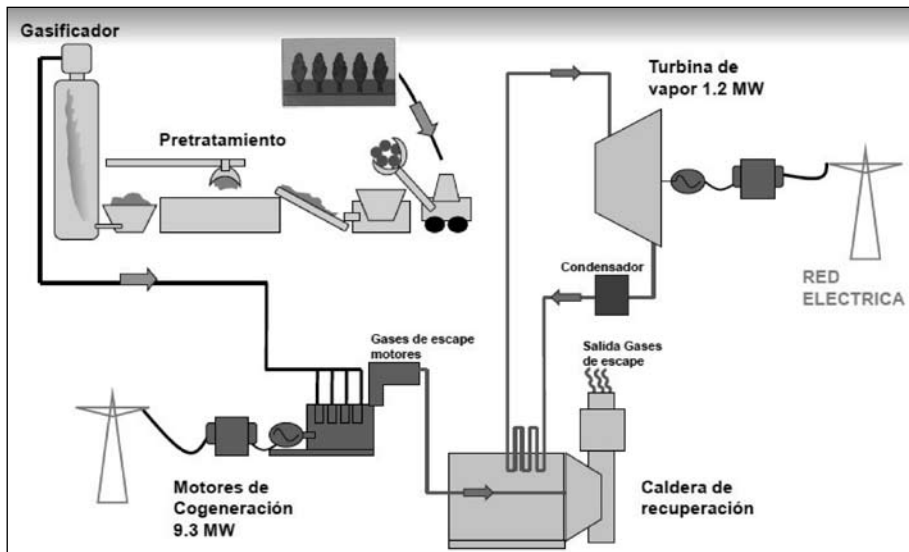 Gasificador
Pretratamiento
Turbina de
vapor 1.2 MW
Condensador
RED
ELECTRICA
Gases de escape
motores
Salida Gases
de escape
Motores de
Cogeneración
9.3 MW
Caldera de
recuperación